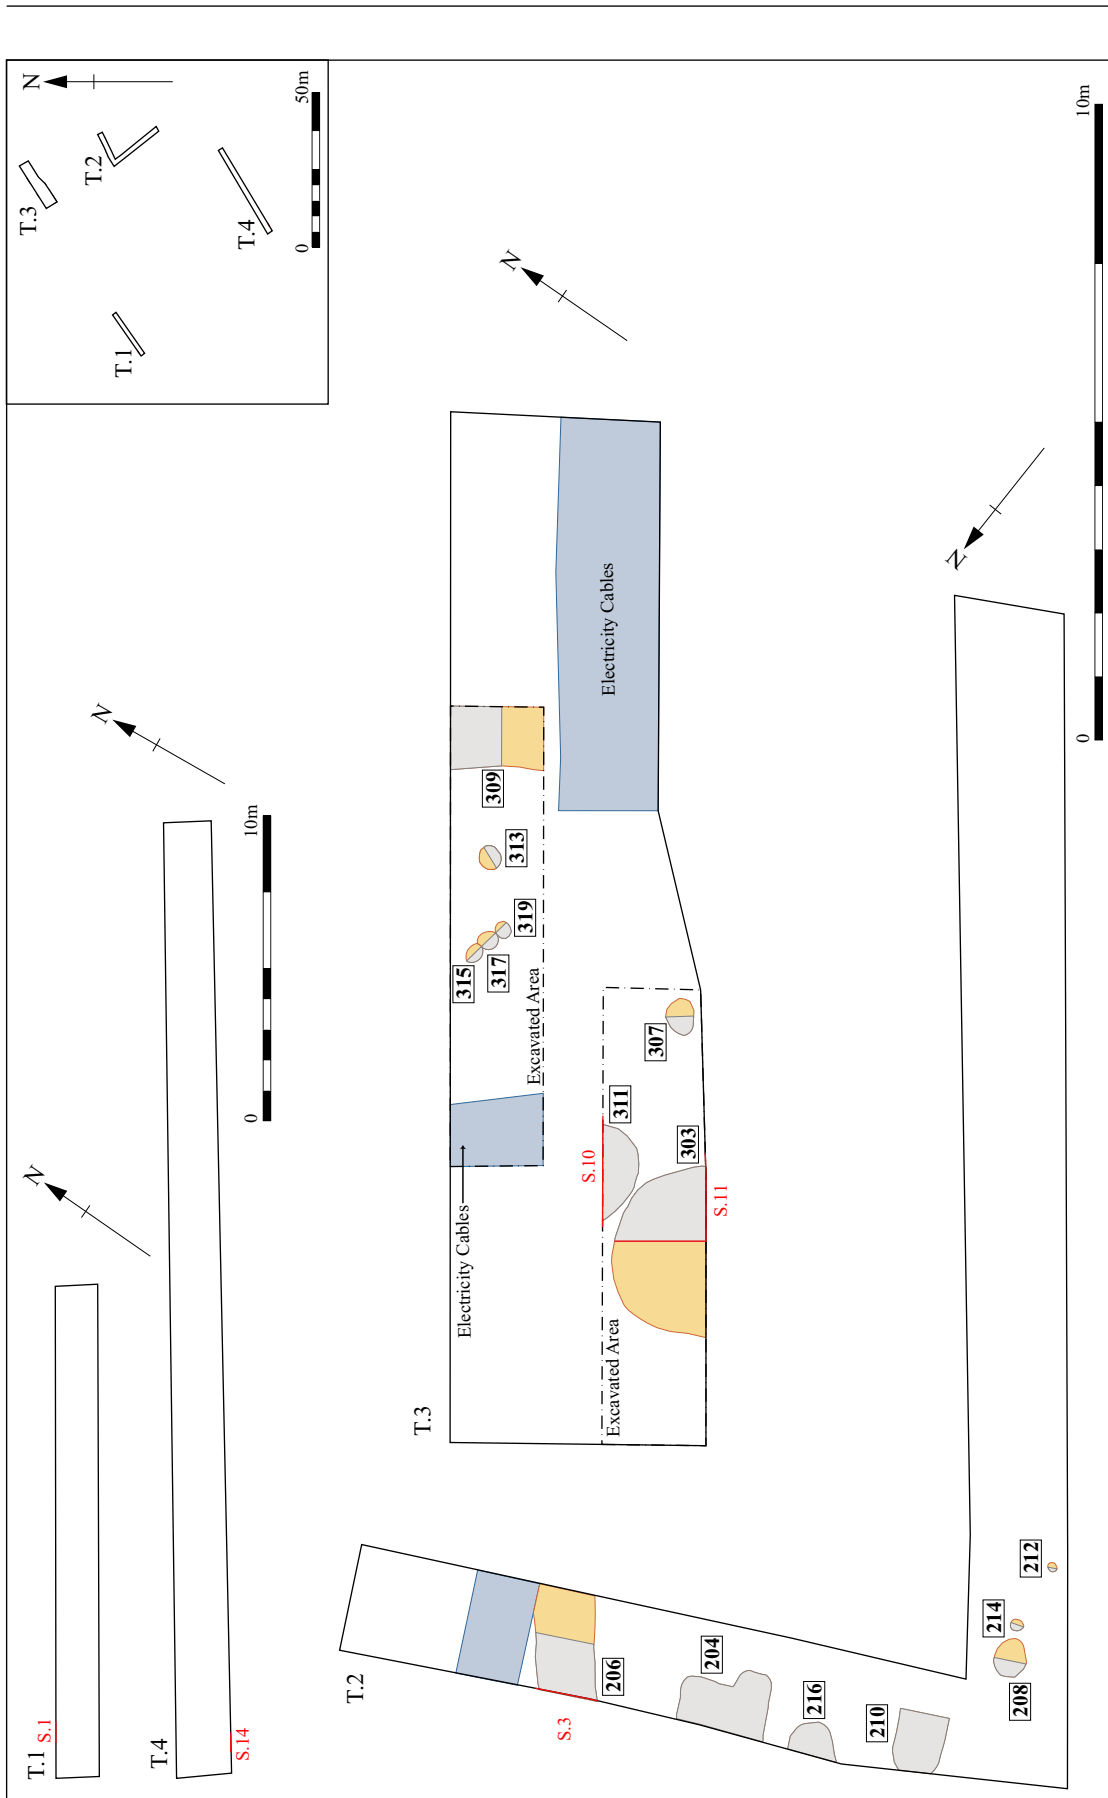 T.1
S.1
N
T.4
S.14
N
0
10m
T.3
T.2
T.1
T.4
N
0
50m
T.3
Electricity Cables
Excavated Area
315
317
319
313
309
Electricity Cables
N
Excavated Area
S.10
311
307
303
S.11
T.2
S.3
206
204
216
210
208
214
212
N
0
10m